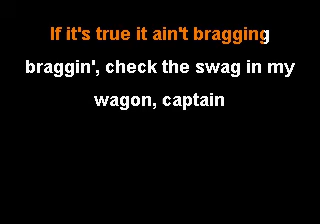 If it's true it ain't bragging
braggin', check the swag in my
wagon, captain